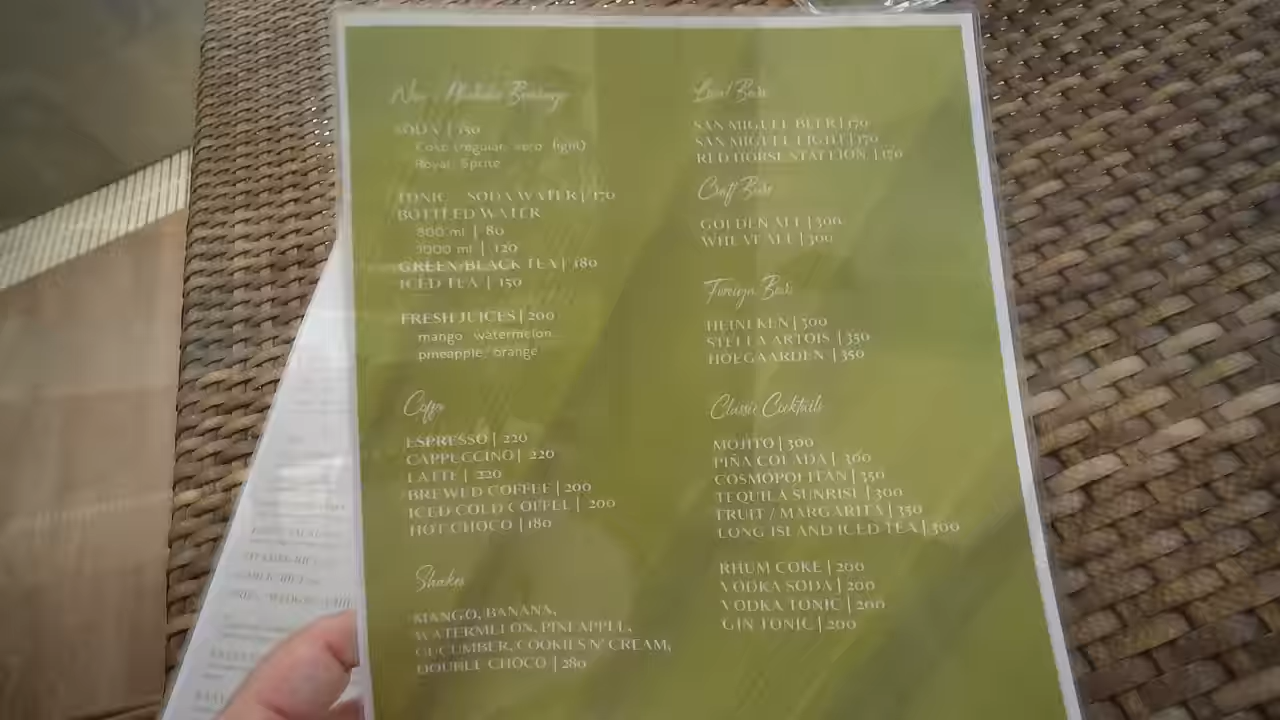 Non - Alcoholic Beverage
SODA | 150
Coke (regular, zero, light)
Royal, Sprite
TONIC SODA WATER | 170
BOTTLED WATER
500 ml | 80
1000 ml | 120
GREEN/BLACK TEA | 180
ICED TEA | 150
FRESH JUICES | 200
mango watermelon
pineapple, orange
Coffee
ESPRESSO | 220
CAPPUCCINO | 220
LATTE | 220
BREWED COFFEE | 200
ICED COLD COFFEE | 200
HOT CHOCO | 180
Shakes
MANGO, BANANA,
WATERMELON, PINEAPPLE,
CUCUMBER, COOKIES N' CREAM,
DOUBLE CHOCO | 280
Local Beer
SAN MIGUEL BEER | 170
SAN MIGUEL LIGHT | 170
RED HORSE STALLION | 170
Craft Beer
GOLDEN ALE | 300
WHEAT ALE | 300
Foreign Beer
HEINEKEN | 300
STELLA ARTOIS | 350
HOEGAARDEN | 350
Classic Cocktails
MOJITO | 300
PIÑA COLADA | 300
COSMOPOLITAN | 350
TEQUILA SUNRISE | 300
FRUIT / MARGARITA | 350
LONG ISLAND ICED TEA | 300
RHUM COKE | 200
VODKA SODA | 200
VODKA TONIC | 200
GIN TONIC | 200